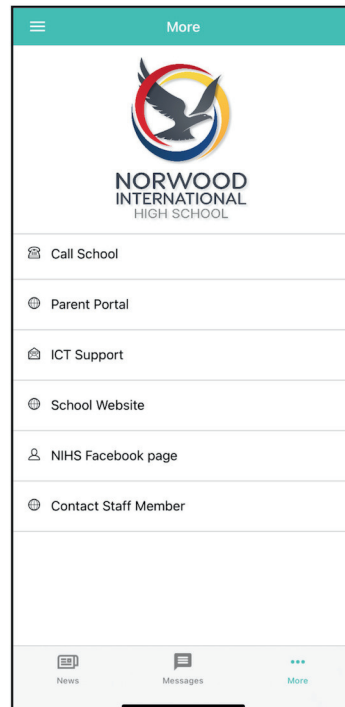 More
NORWOOD
INTERNATIONAL
HIGH SCHOOL
Call School
Parent Portal
ICT Support
School Website
NIHS Facebook page
Contact Staff Member
News
Messages
More